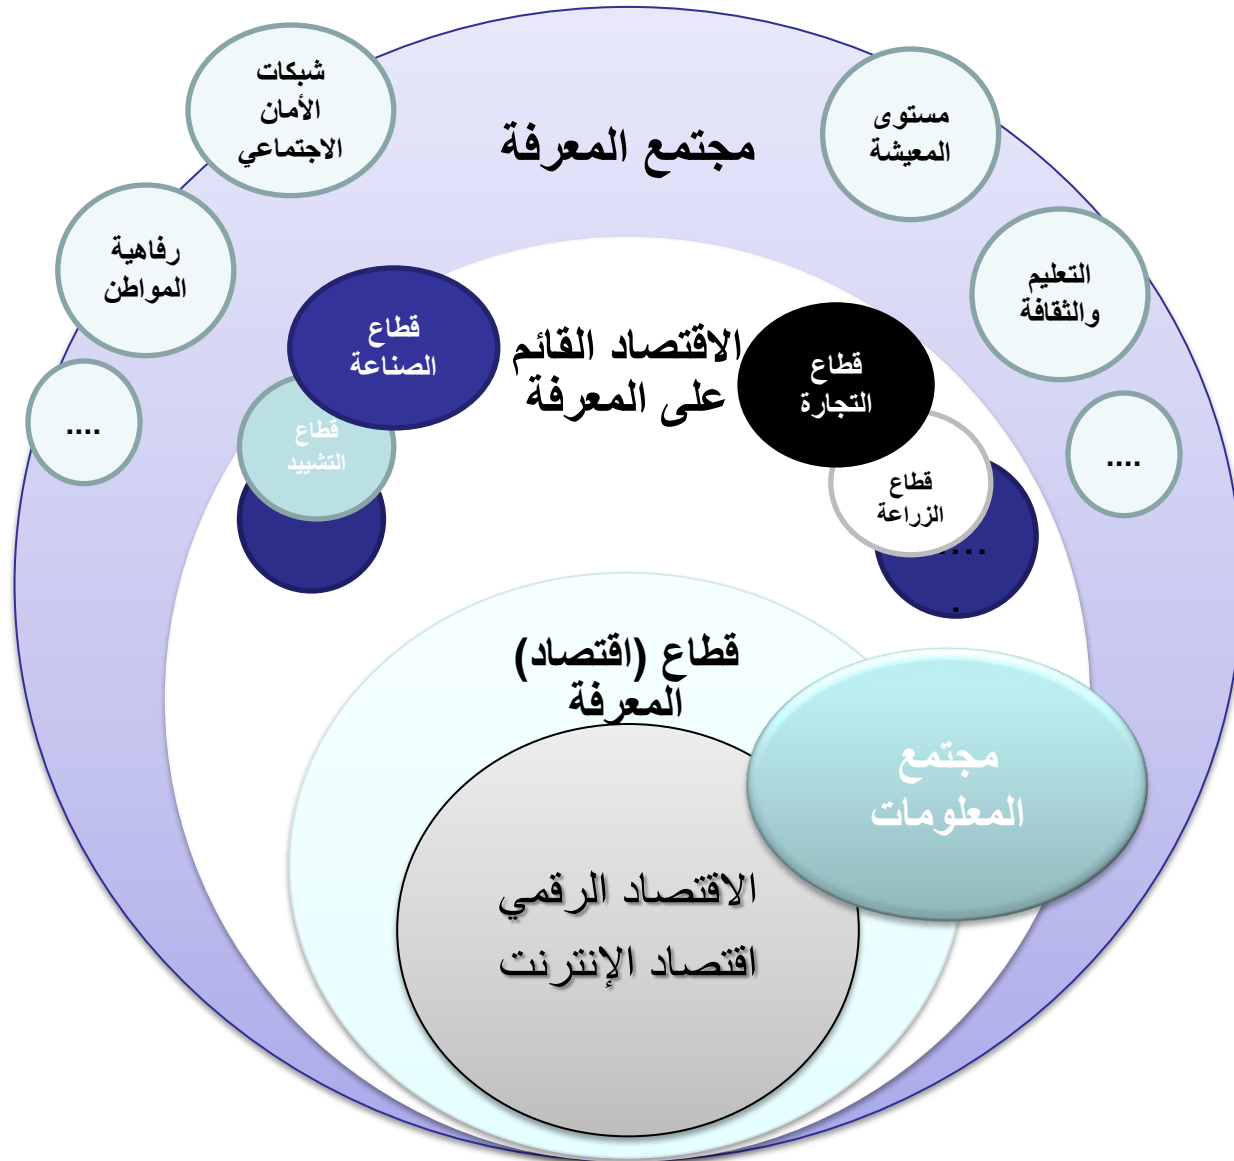 شبكات
الأمان
الاجتماعي
مستوى
المعيشة
مجتمع المعرفة
رفاهية
المواطن
التعليم
والثقافة
قطاع
الصناعة
الاقتصاد القائم
على المعرفة
قطاع
التجارة
....
قطاع
التشييد
....
قطاع
الزراعة
.....
.
قطاع (اقتصاد)
المعرفة
مجتمع
المعلومات
الاقتصاد الرقمي
اقتصاد الإنترنت